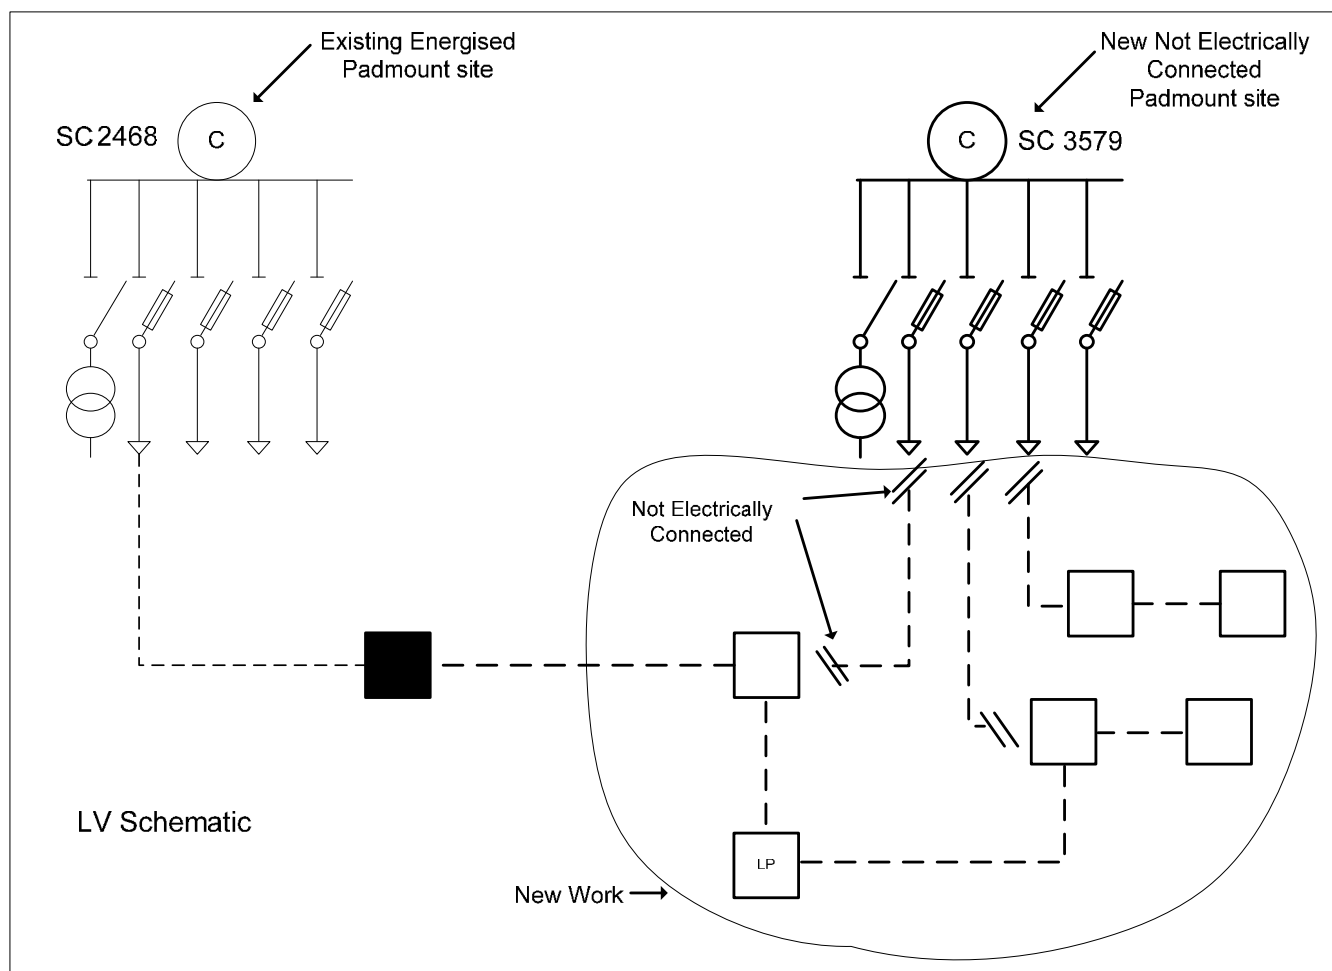 Existing Energised
Padmount site
New Not Electrically
Connected
Padmount site
SC 2468
C
C
SC 3579
Not Electrically
Connected
LV Schematic
LP
New Work